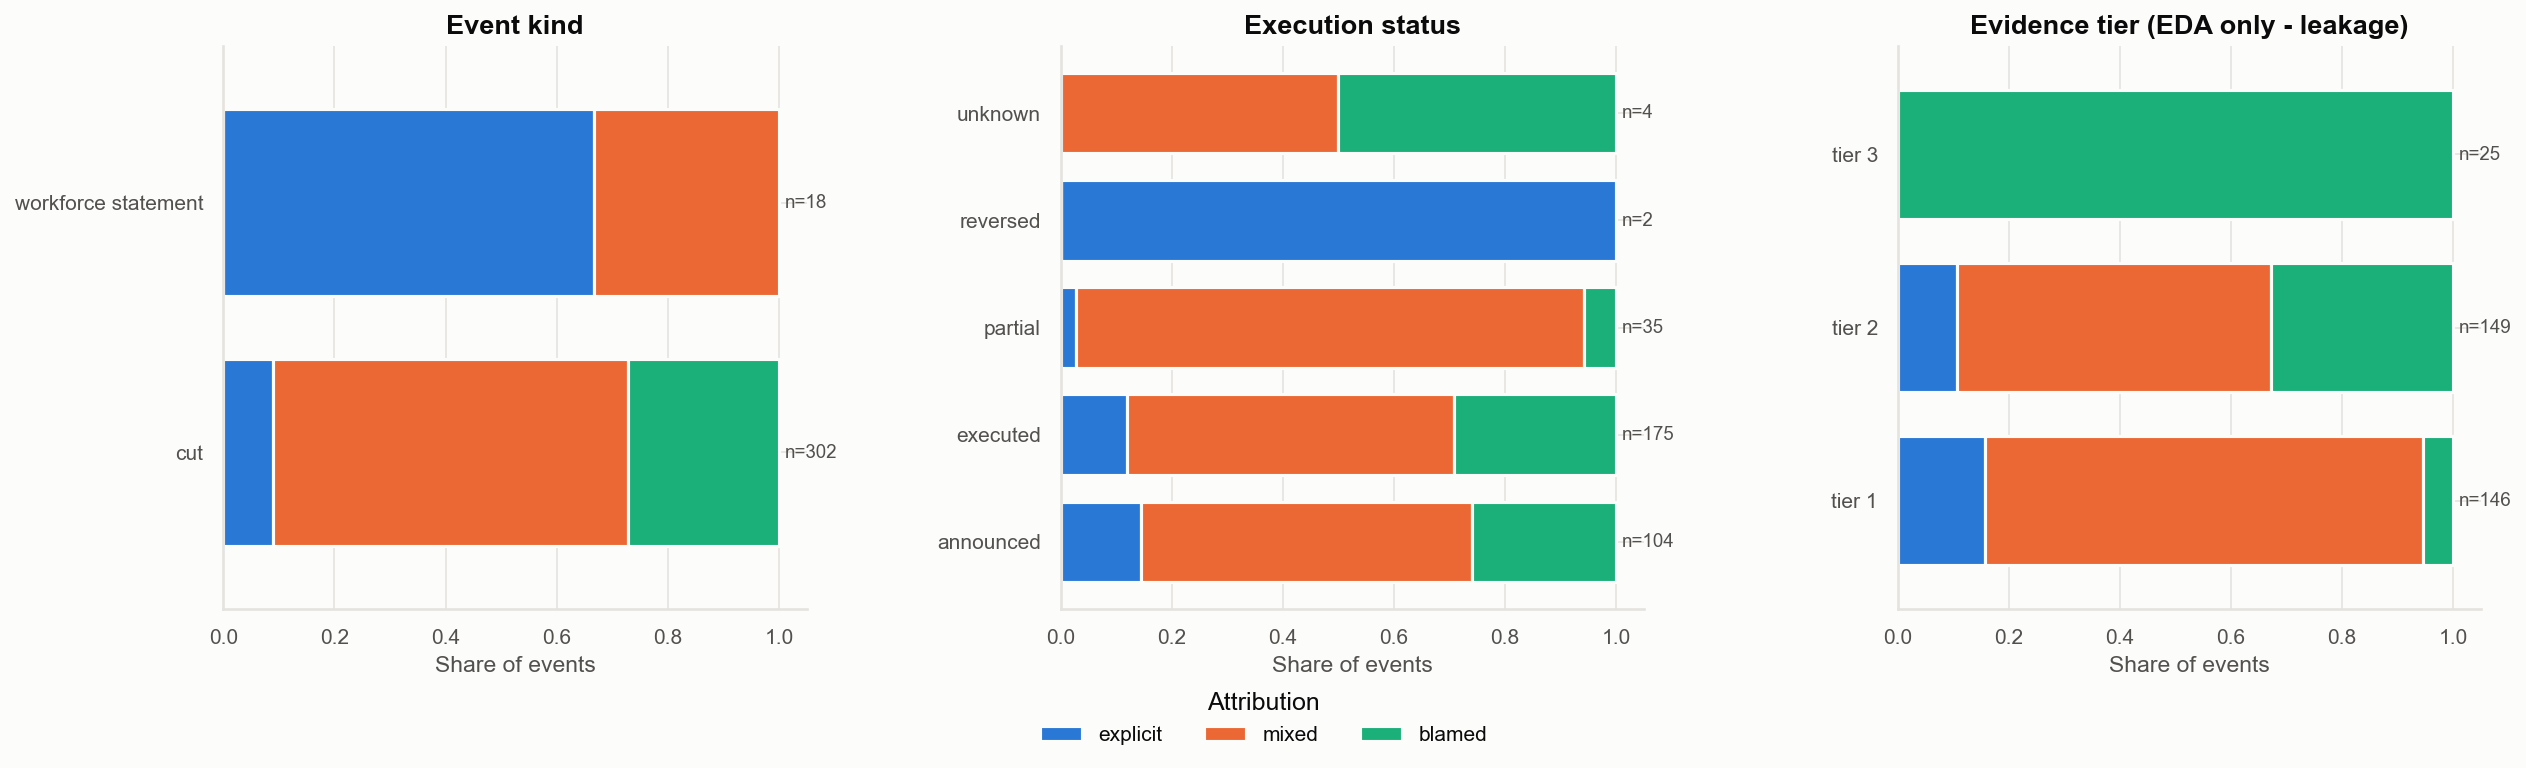 Event kind
workforce statement
n=18
cut
n=302
0.0 0.2 0.4 0.6 0.8 1.0
Share of events
Execution status
unknown
n=4
reversed
n=2
partial
n=35
executed
n=175
announced
n=104
0.0 0.2 0.4 0.6 0.8 1.0
Share of events
Evidence tier (EDA only - leakage)
tier 3
n=25
tier 2
n=149
tier 1
n=146
0.0 0.2 0.4 0.6 0.8 1.0
Share of events
Attribution
explicit mixed blamed